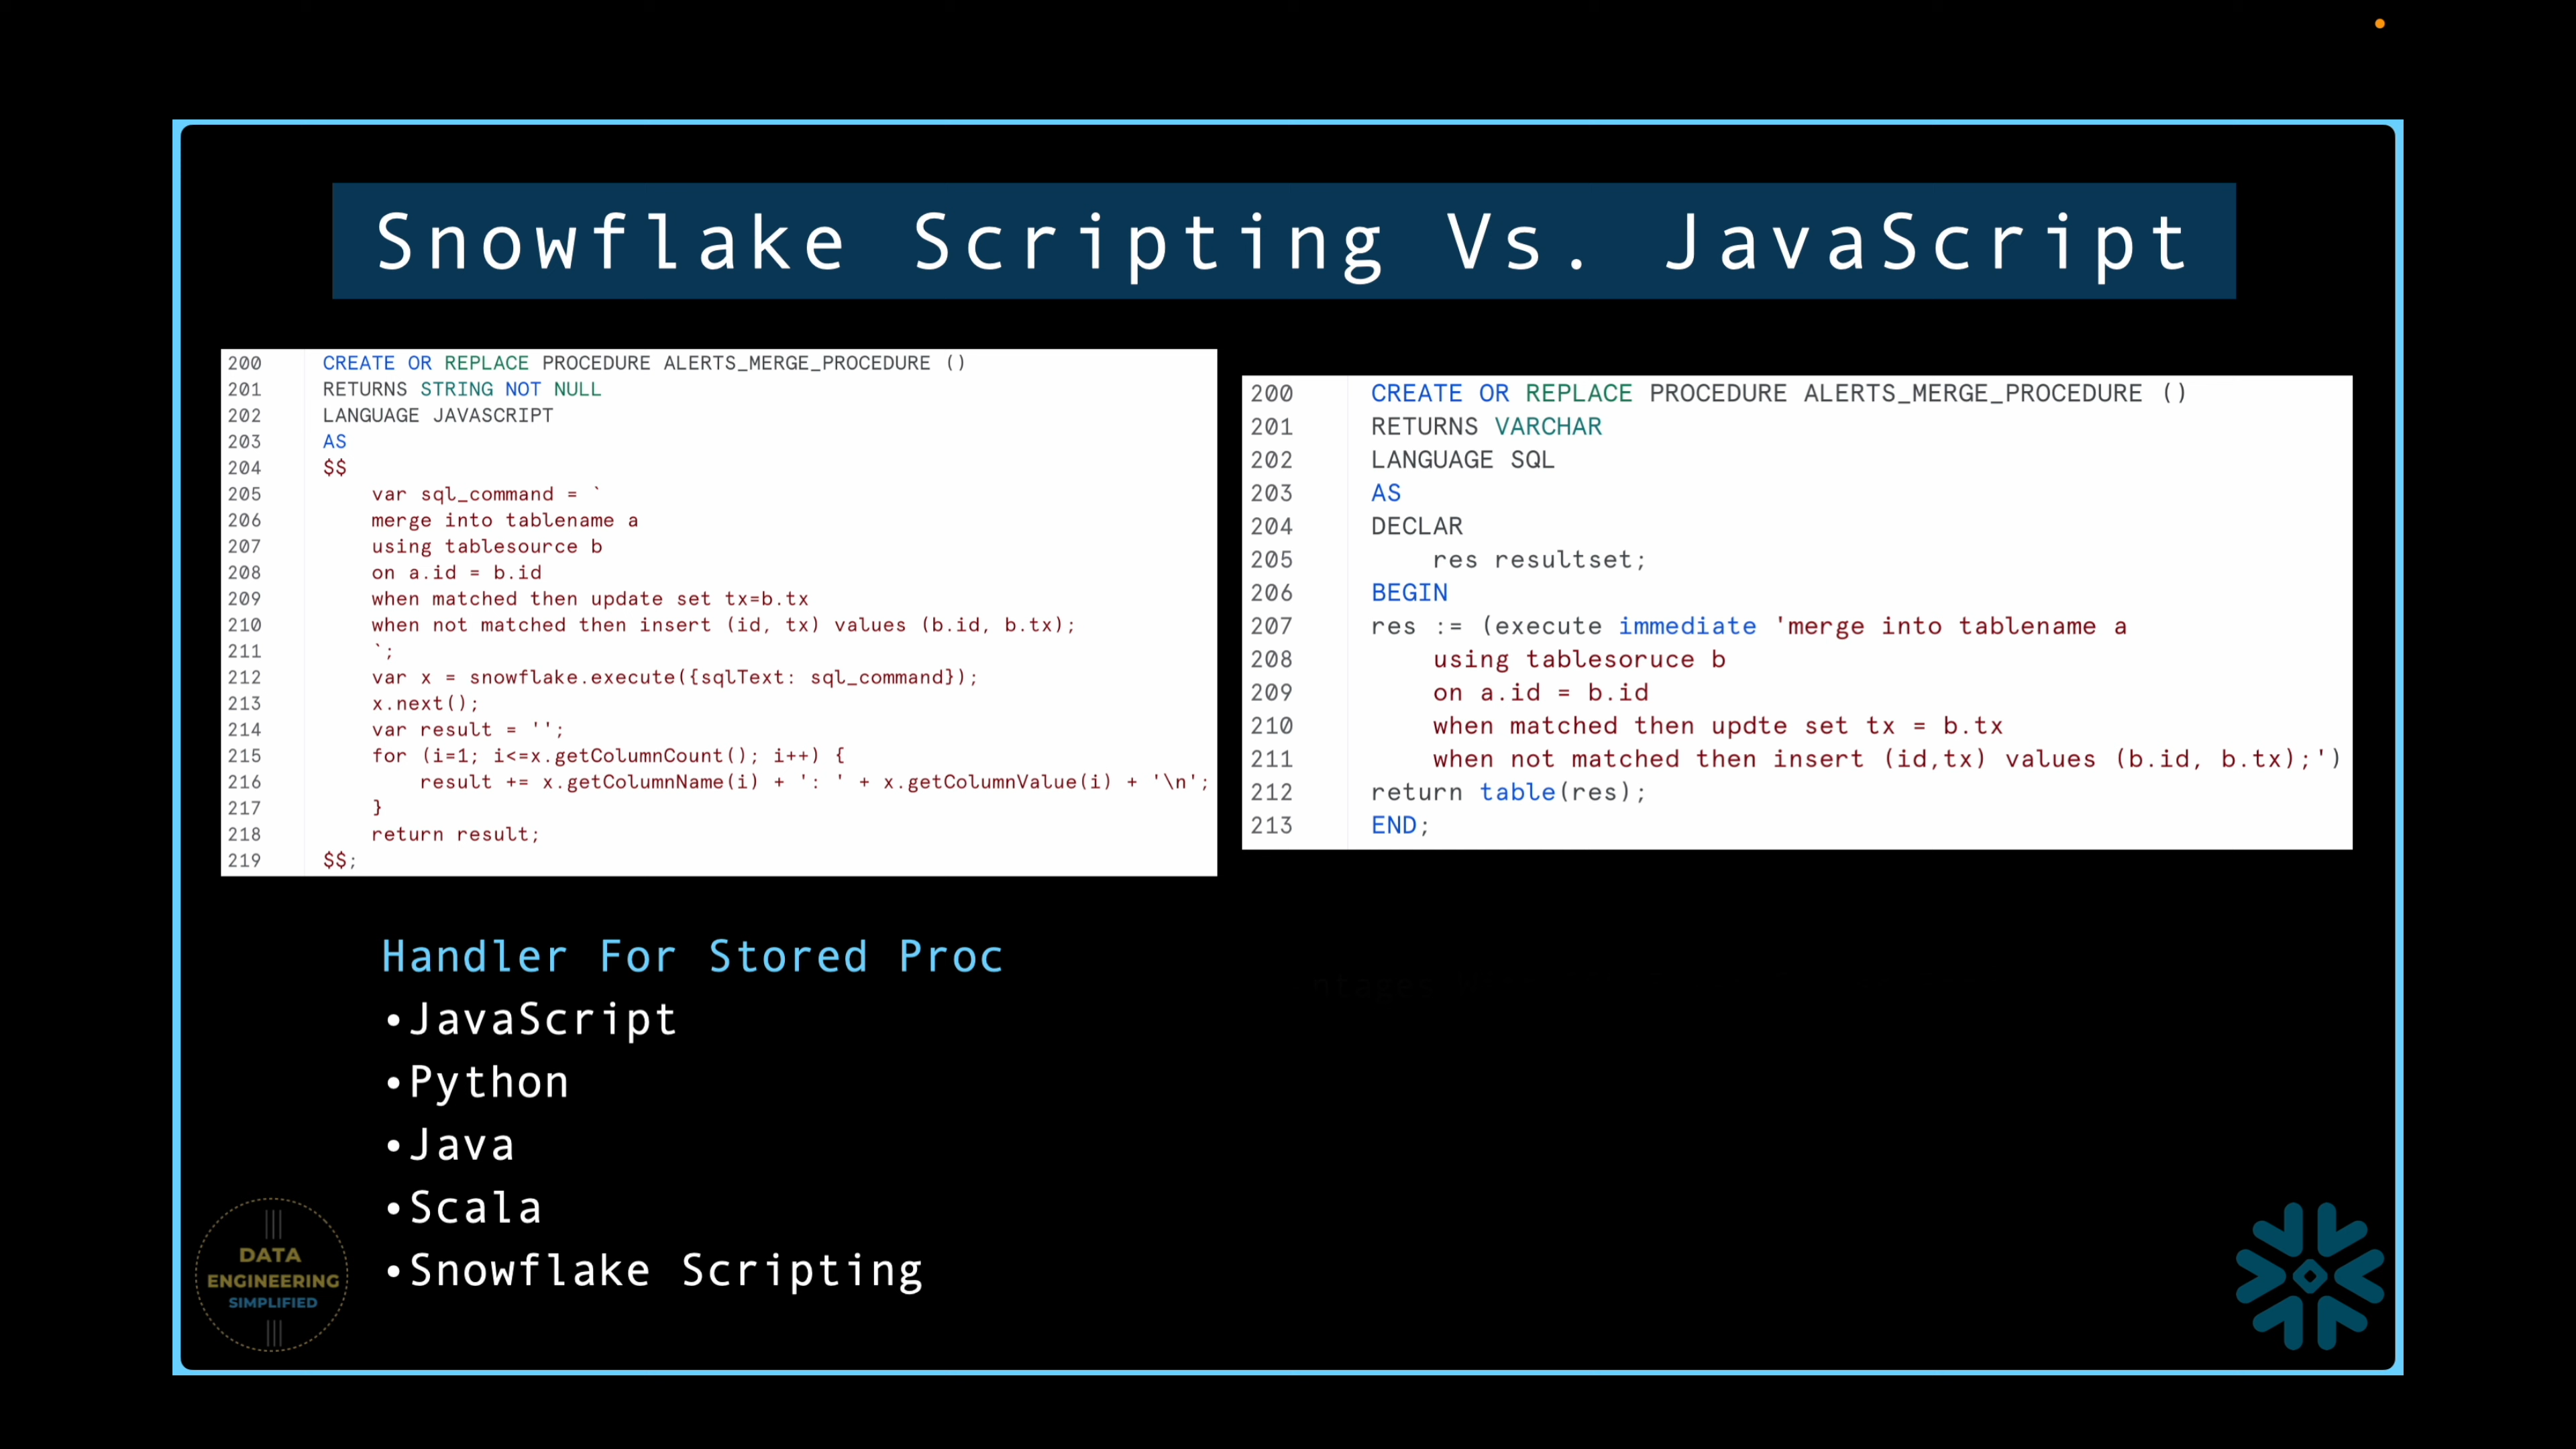 Snowflake Scripting Vs. JavaScript
200 CREATE OR REPLACE PROCEDURE ALERTS_MERGE_PROCEDURE ()
201 RETURNS STRING NOT NULL
202 LANGUAGE JAVASCRIPT
203 AS
204 $$
205 var sql_command = `
206 merge into tablename a
207 using tablesource b
208 on a.id = b.id
209 when matched then update set tx=b.tx
210 when not matched then insert (id, tx) values (b.id, b.tx);
211 `;
212 var x = snowflake.execute({sqlText: sql_command});
213 x.next();
214 var result = '';
215 for (i=1; i<=x.getColumnCount(); i++) {
216 result += x.getColumnName(i) + ': ' + x.getColumnValue(i) + '\n';
217 }
218 return result;
219 $$;
200 CREATE OR REPLACE PROCEDURE ALERTS_MERGE_PROCEDURE ()
201 RETURNS VARCHAR
202 LANGUAGE SQL
203 AS
204 DECLAR
205 res resultset;
206 BEGIN
207 res := (execute immediate 'merge into tablename a
208 using tablesoruce b
209 on a.id = b.id
210 when matched then updte set tx = b.tx
211 when not matched then insert (id,tx) values (b.id, b.tx);')
212 return table(res);
213 END;
Handler For Stored Proc
•JavaScript
•Python
•Java
•Scala
•Snowflake Scripting
DATA
ENGINEERING
SIMPLIFIED